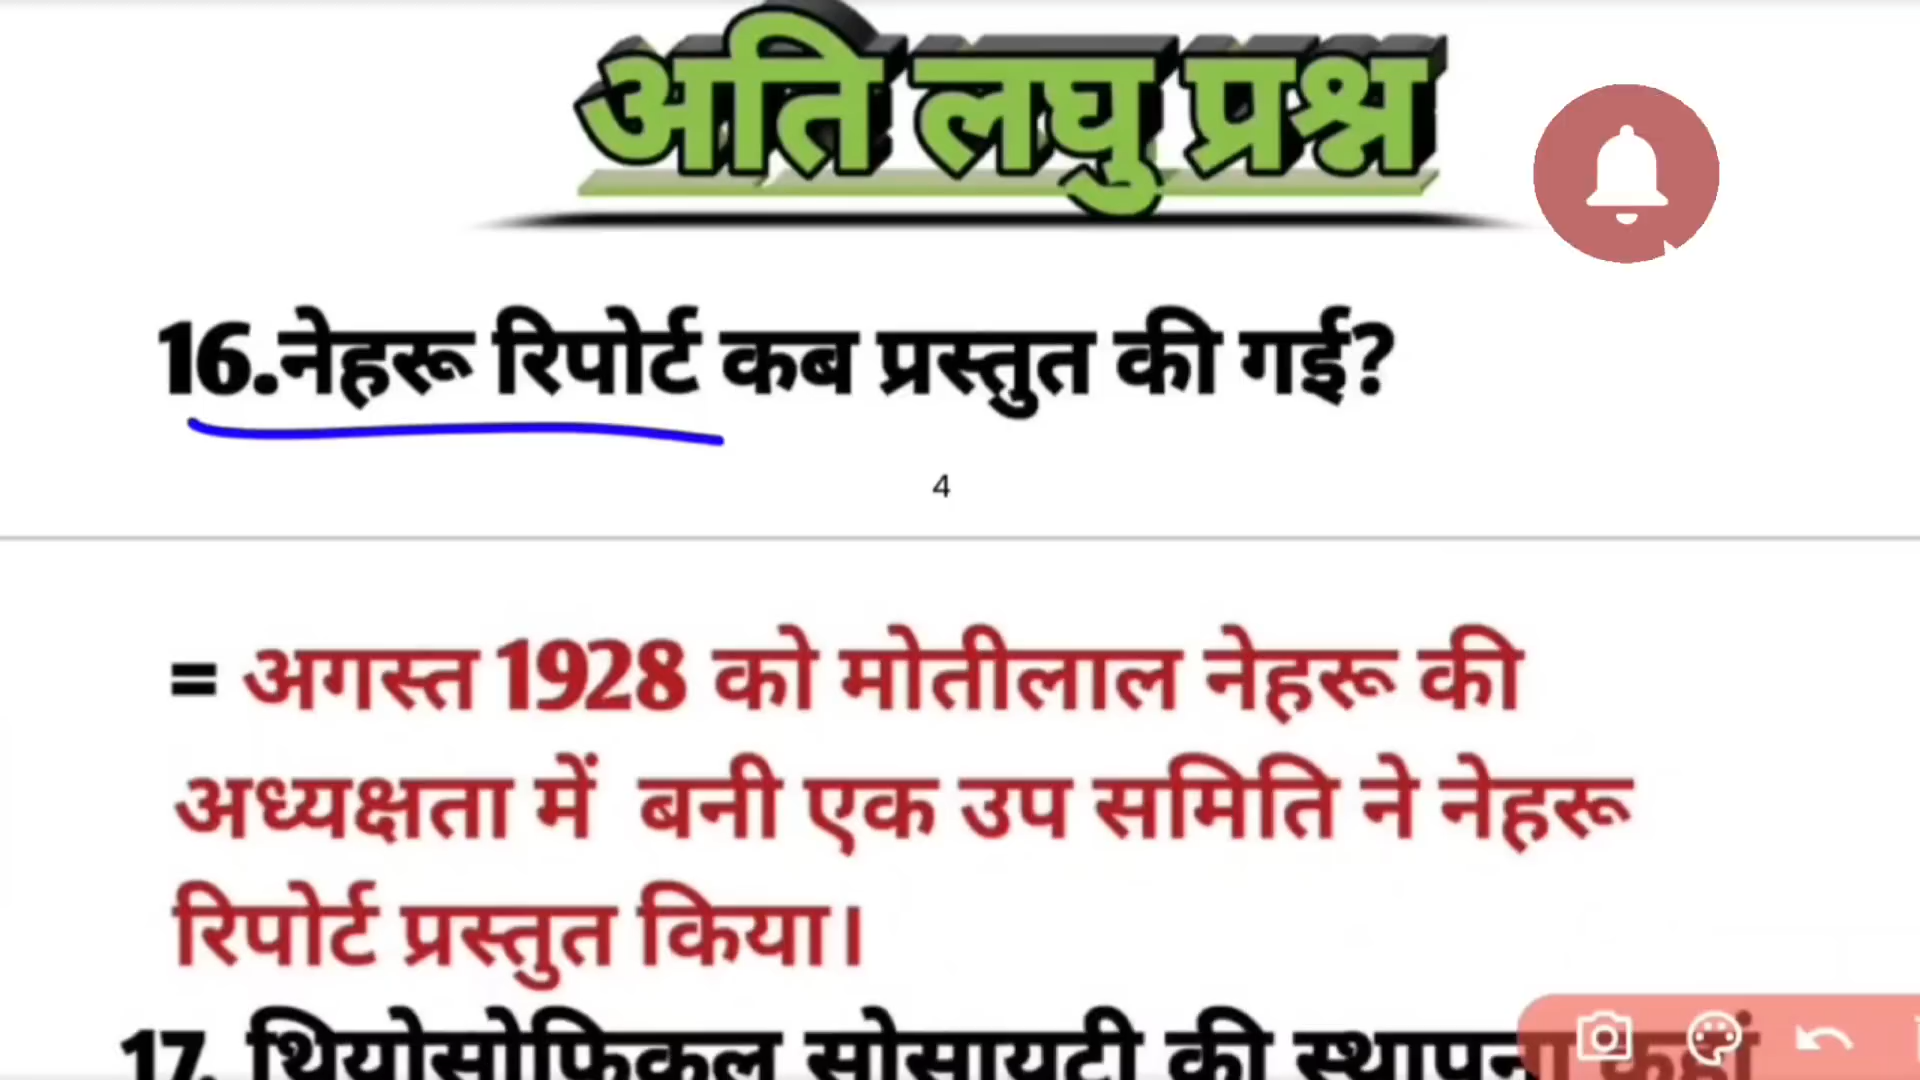 अति लघु प्रश्न
16.नेहरू रिपोर्ट कब प्रस्तुत की गई?
4
= अगस्त 1928 को मोतीलाल नेहरू की
अध्यक्षता में बनी एक उप समिति ने नेहरू
रिपोर्ट प्रस्तुत किया।
17. थियोसोफिकल सोसायटी की स्थापना कहां